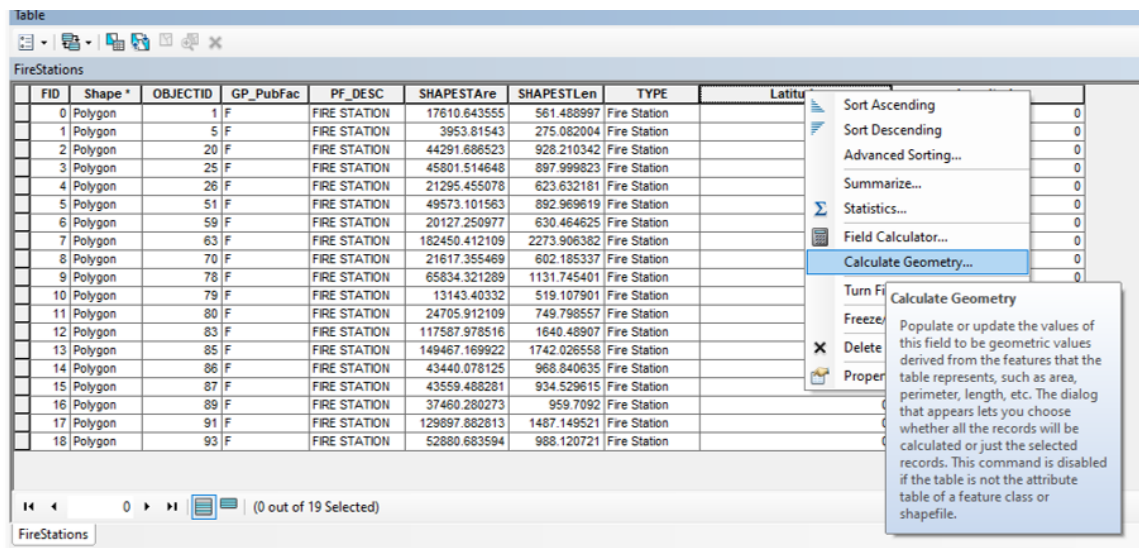 Table
FireStations
FID Shape * OBJECTID GP_PubFac PF_DESC SHAPESTAre SHAPESTLen TYPE
0 Polygon 1 F FIRE STATION 17610.643555 561.488997 Fire Station 0
1 Polygon 5 F FIRE STATION 3953.81543 275.082004 Fire Station 0
2 Polygon 20 F FIRE STATION 44291.686523 928.210342 Fire Station 0
3 Polygon 25 F FIRE STATION 45801.514648 897.999823 Fire Station 0
4 Polygon 26 F FIRE STATION 21295.455078 623.632181 Fire Station 0
5 Polygon 51 F FIRE STATION 49573.101563 892.969619 Fire Station 0
6 Polygon 59 F FIRE STATION 20127.250977 630.464625 Fire Station 0
7 Polygon 63 F FIRE STATION 182450.412109 2273.906382 Fire Station 0
8 Polygon 70 F FIRE STATION 21617.355469 602.185337 Fire Station 0
9 Polygon 78 F FIRE STATION 65834.321289 1131.745401 Fire Station 0
10 Polygon 79 F FIRE STATION 13143.40332 519.107901 Fire Station
11 Polygon 80 F FIRE STATION 24705.912109 749.798557 Fire Station
12 Polygon 83 F FIRE STATION 117587.978516 1640.48907 Fire Station
13 Polygon 85 F FIRE STATION 149467.169922 1742.026558 Fire Station
14 Polygon 86 F FIRE STATION 43440.078125 968.840635 Fire Station
15 Polygon 87 F FIRE STATION 43559.488281 934.529615 Fire Station
16 Polygon 89 F FIRE STATION 37460.280273 959.7092 Fire Station
17 Polygon 91 F FIRE STATION 129897.882813 1487.149521 Fire Station
18 Polygon 93 F FIRE STATION 52880.683594 988.120721 Fire Station
Sort Ascending
Sort Descending
Advanced Sorting...
Summarize...
Σ Statistics...
Field Calculator...
Calculate Geometry...
Turn Fi
Freeze/
Delete
Proper
Calculate Geometry
Populate or update the values of
this field to be geometric values
derived from the features that the
table represents, such as area,
perimeter, length, etc. The dialog
that appears lets you choose
whether all the records will be
calculated or just the selected
records. This command is disabled
if the table is not the attribute
table of a feature class or
shapefile.
0 (0 out of 19 Selected)
FireStations